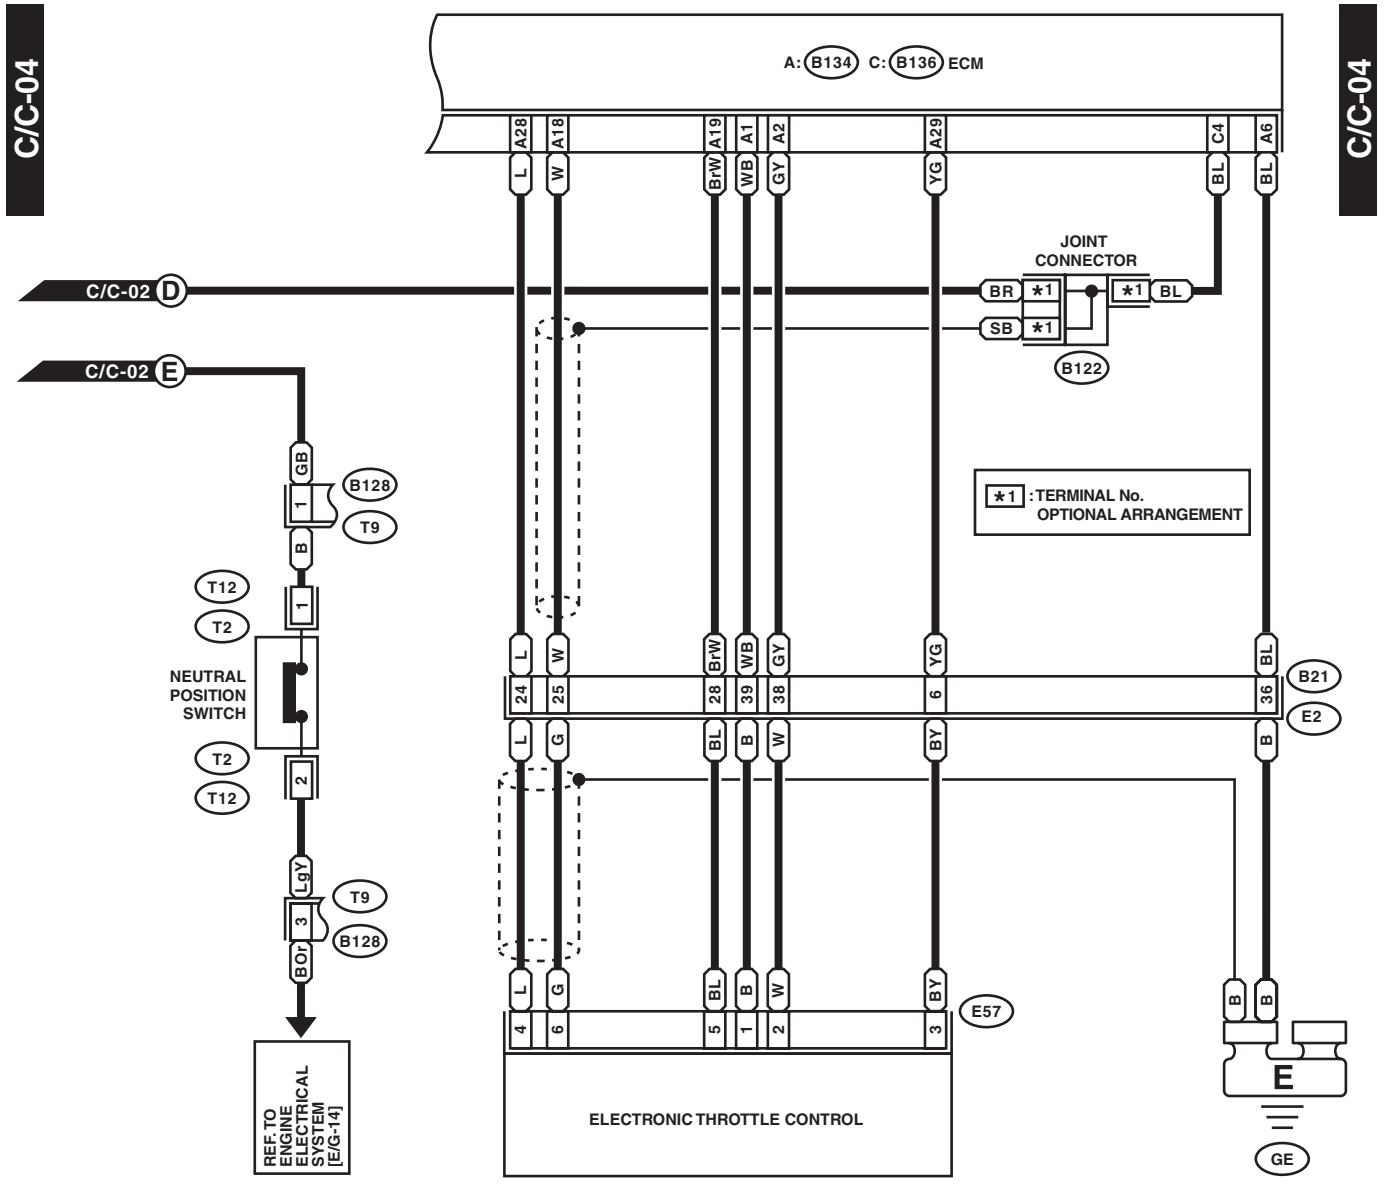 C/C-04
C/C-04
A: B134 C: B136 ECM
A28 A18 A19 A1 A2 A29 C4 A6
L W BrW WB GY YG BL BL
JOINT
CONNECTOR
C/C-02 D
BR *1 *1 BL
SB *1
B122
C/C-02 E
GB
1
B128
T9
B
*1 : TERMINAL No.
OPTIONAL ARRANGEMENT
T12
1
T2
NEUTRAL
POSITION
SWITCH
L W BrW WB GY YG BL
24 25 28 39 38 6 36
B21
E2
L G BL B W BY B
T2
2
T12
LgY
T9
3
B128
BOr
L G BL B W BY
B B
4 6 5 1 2 3
E57
REF. TO
ENGINE
ELECTRICAL
SYSTEM
[E/G-14]
ELECTRONIC THROTTLE CONTROL
E
GE